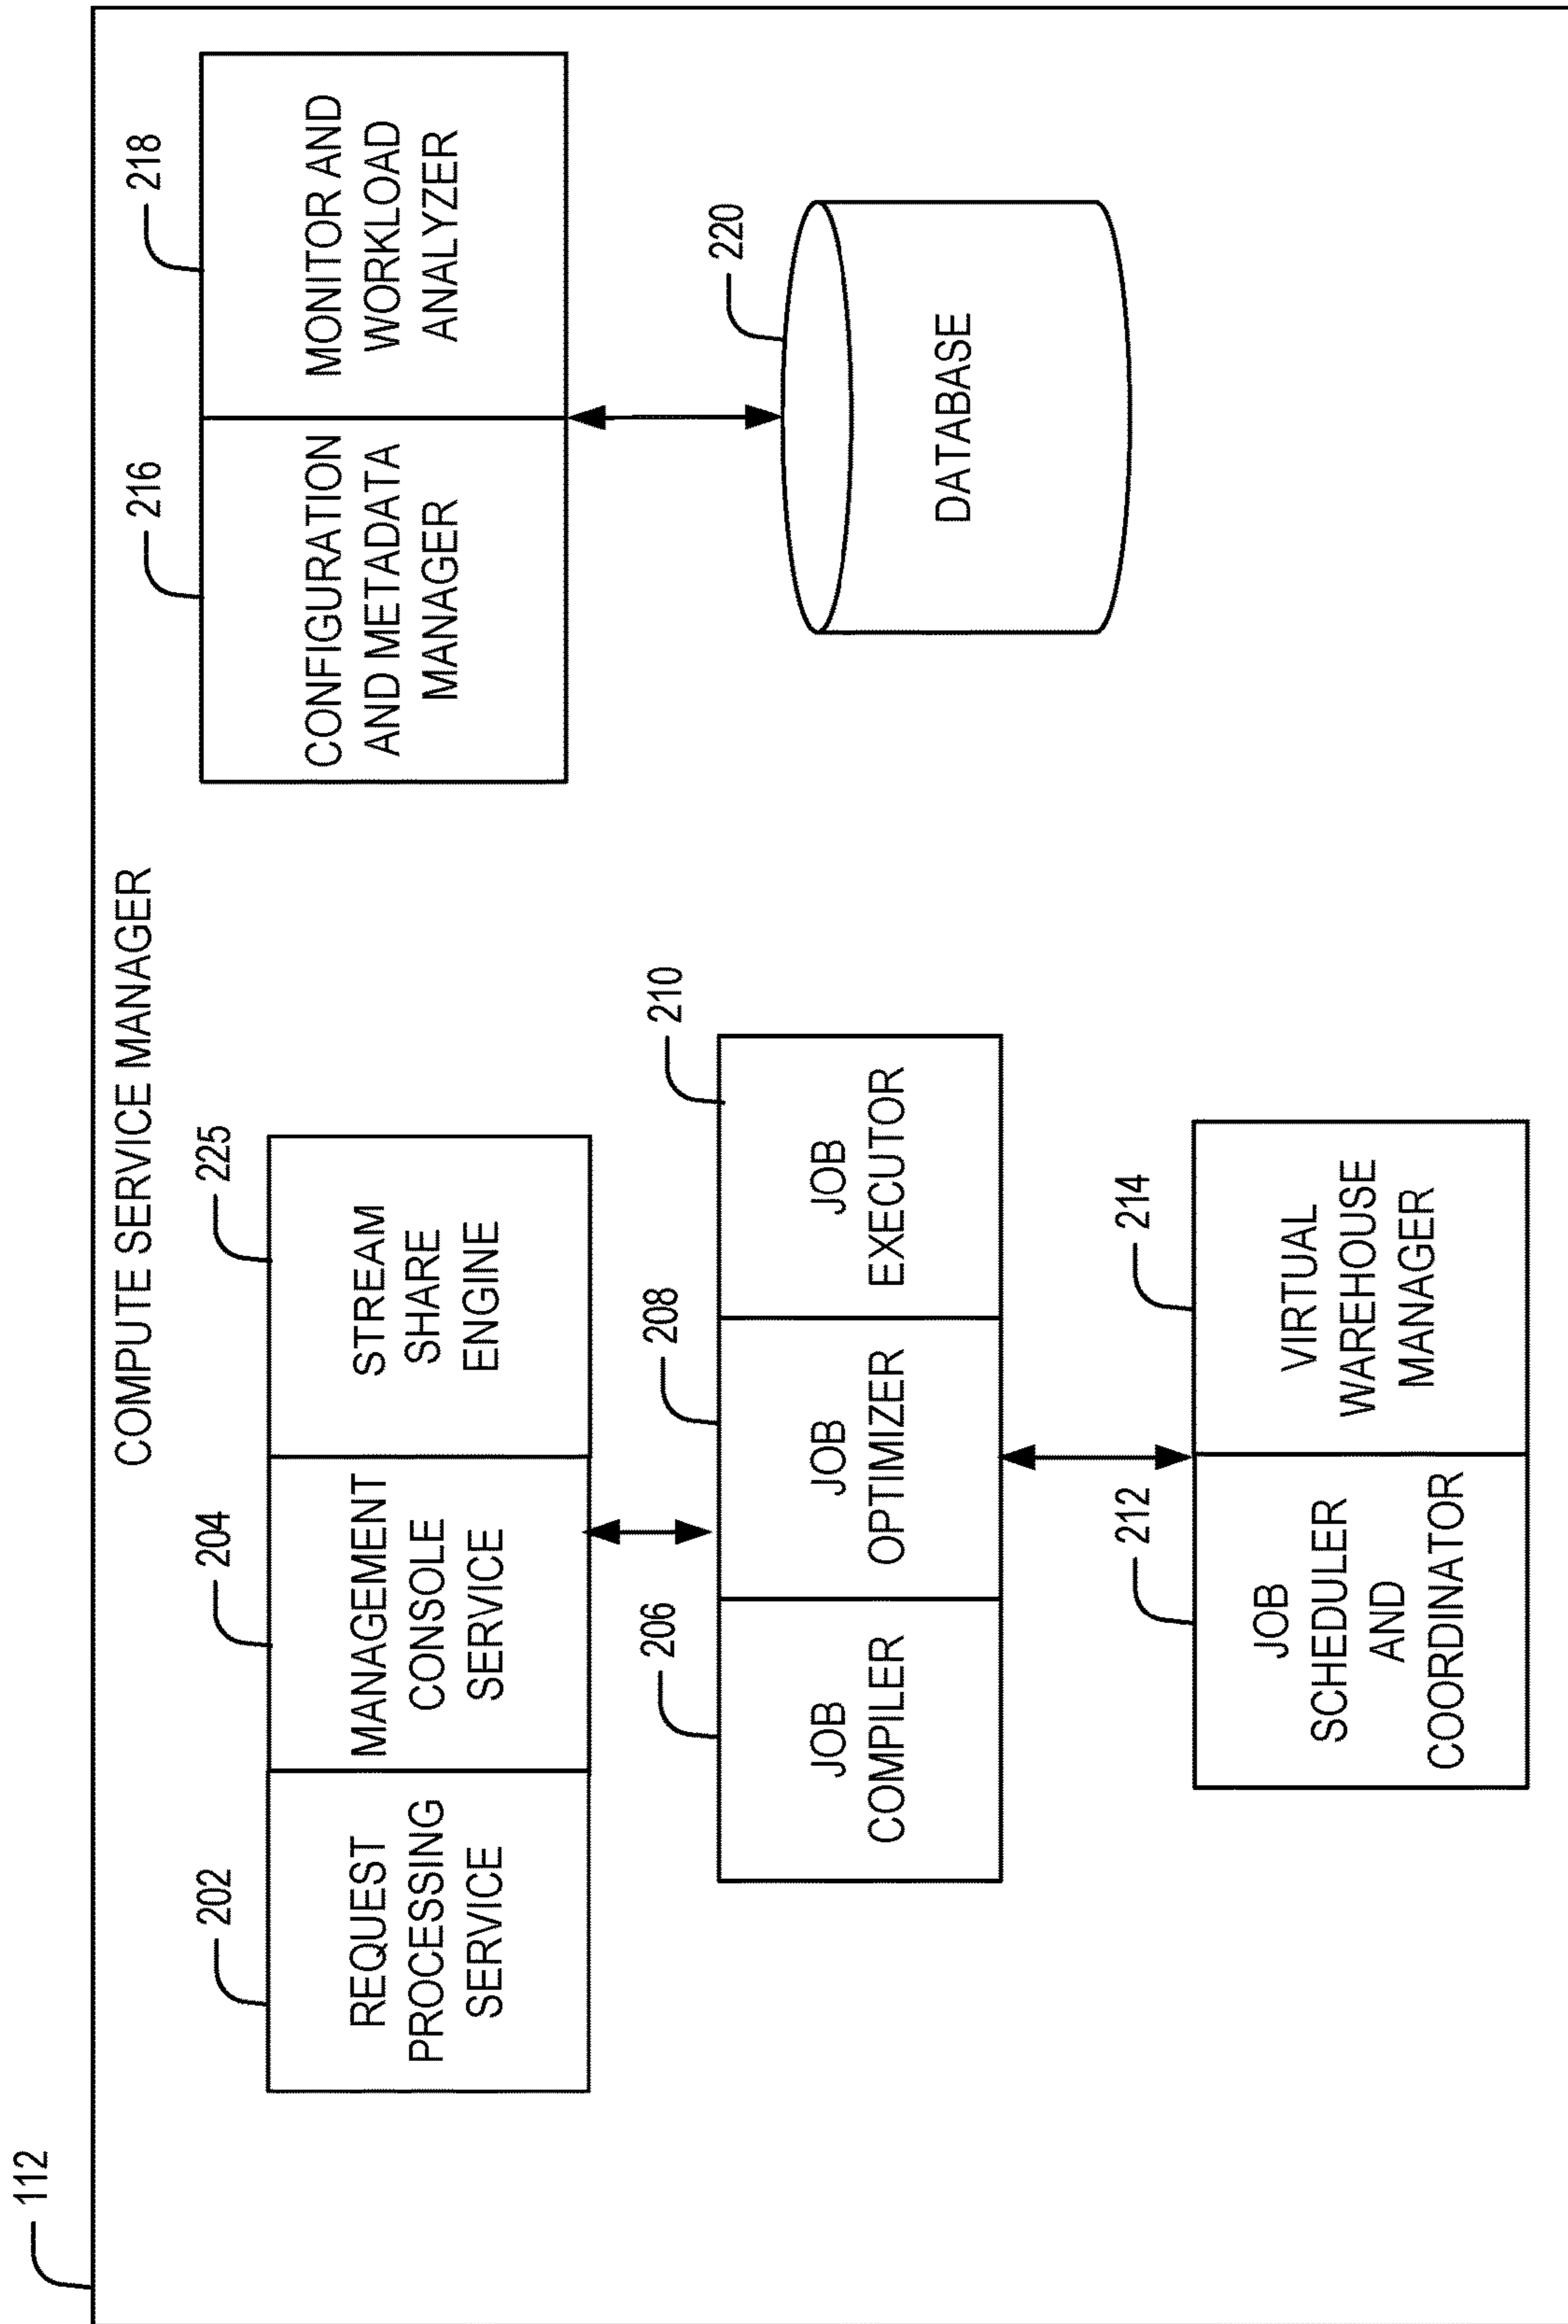 112
COMPUTE SERVICE MANAGER
202
REQUEST
PROCESSING
SERVICE
204
MANAGEMENT
CONSOLE
SERVICE
225
STREAM
SHARE
ENGINE
206
JOB
COMPILER
208
JOB
OPTIMIZER
210
JOB
EXECUTOR
212
JOB
SCHEDULER
AND
COORDINATOR
214
VIRTUAL
WAREHOUSE
MANAGER
216
CONFIGURATION
AND METADATA
MANAGER
218
MONITOR AND
WORKLOAD
ANALYZER
220
DATABASE